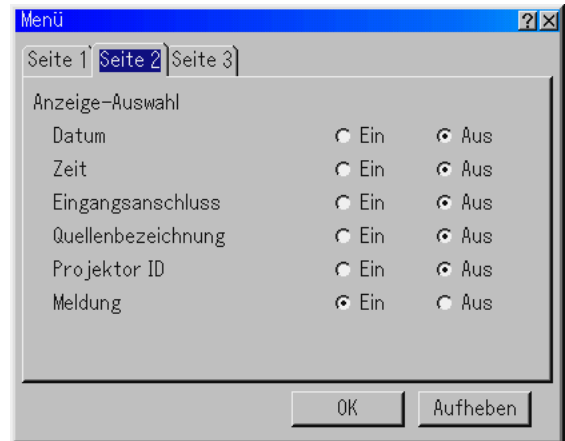 Menü
Seite 1 Seite 2 Seite 3
Anzeige-Auswahl
Datum Ein Aus
Zeit Ein Aus
Eingangsanschluss Ein Aus
Quellenbezeichnung Ein Aus
Projektor ID Ein Aus
Meldung Ein Aus
OK Aufheben